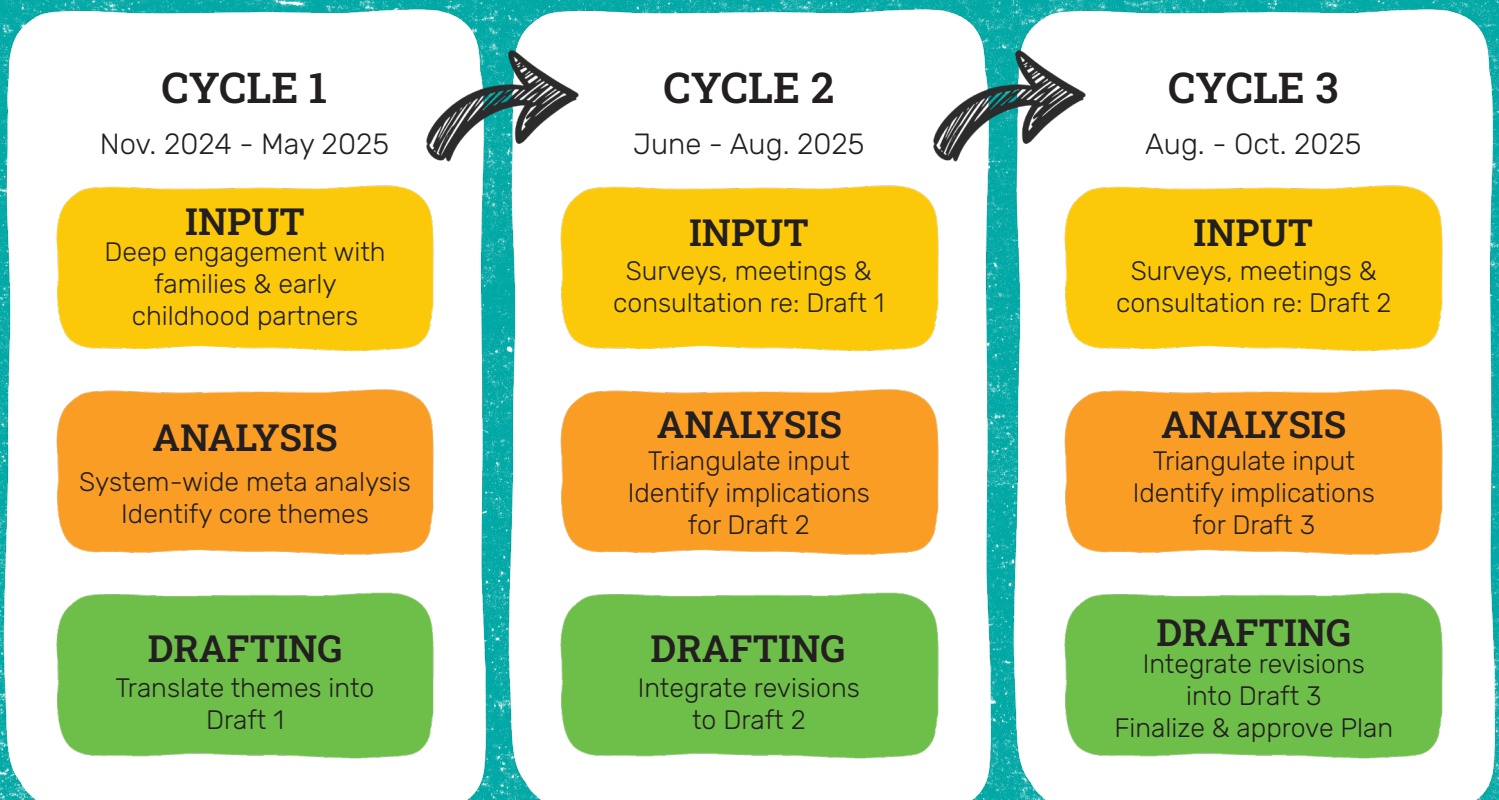 CYCLE 1
Nov. 2024 - May 2025
INPUT
Deep engagement with
families & early
childhood partners
ANALYSIS
System-wide meta analysis
Identify core themes
DRAFTING
Translate themes into
Draft 1
CYCLE 2
June - Aug. 2025
INPUT
Surveys, meetings &
consultation re: Draft 1
ANALYSIS
Triangulate input
Identify implications
for Draft 2
DRAFTING
Integrate revisions
to Draft 2
CYCLE 3
Aug. - Oct. 2025
INPUT
Surveys, meetings &
consultation re: Draft 2
ANALYSIS
Triangulate input
Identify implications
for Draft 3
DRAFTING
Integrate revisions
into Draft 3
Finalize & approve Plan